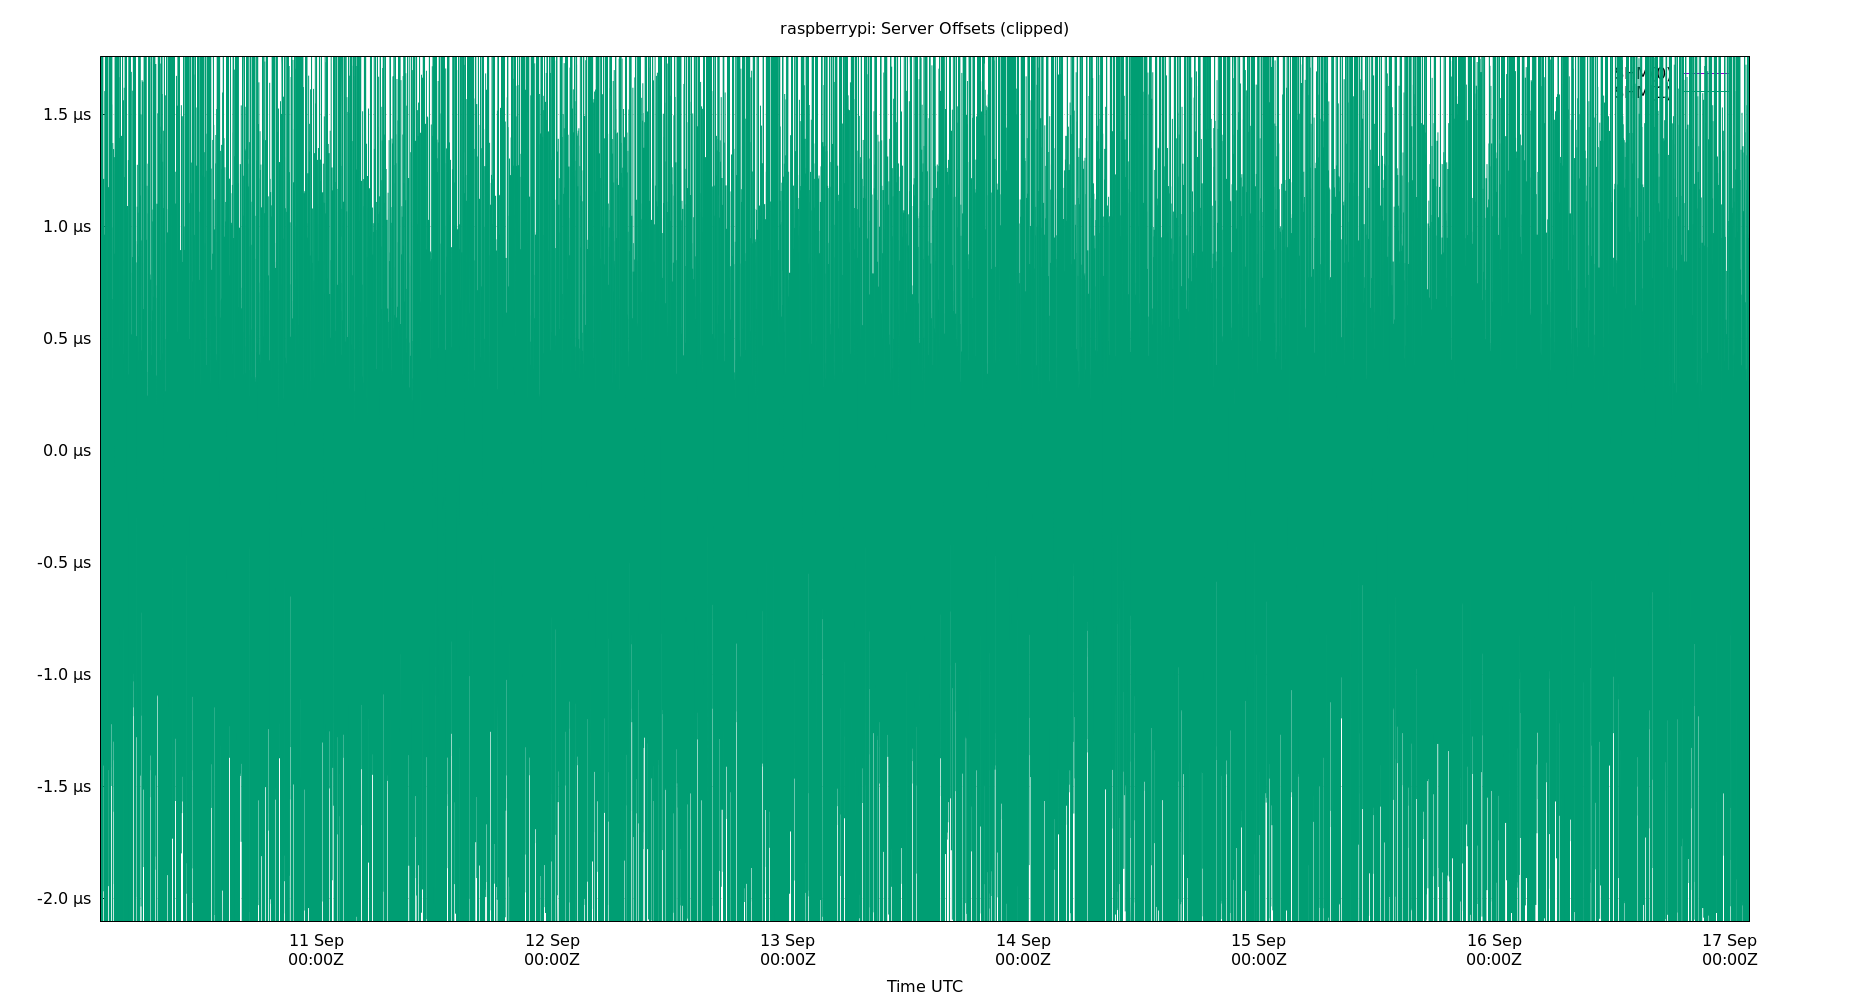 raspberrypi: Server Offsets (clipped)
1.5 µs
1.0 µs
0.5 µs
0.0 µs
-0.5 µs
-1.0 µs
-1.5 µs
-2.0 µs
11 Sep 12 Sep 13 Sep 14 Sep 15 Sep 16 Sep 17 Sep
00:00Z 00:00Z 00:00Z 00:00Z 00:00Z 00:00Z 00:00Z
Time UTC